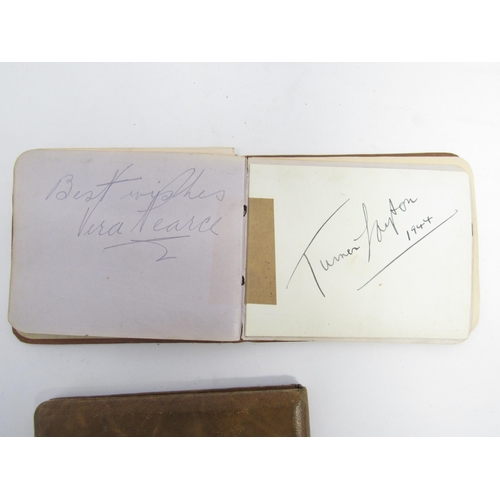 Best wishes
Vera Pearce
Turner Layton
1944